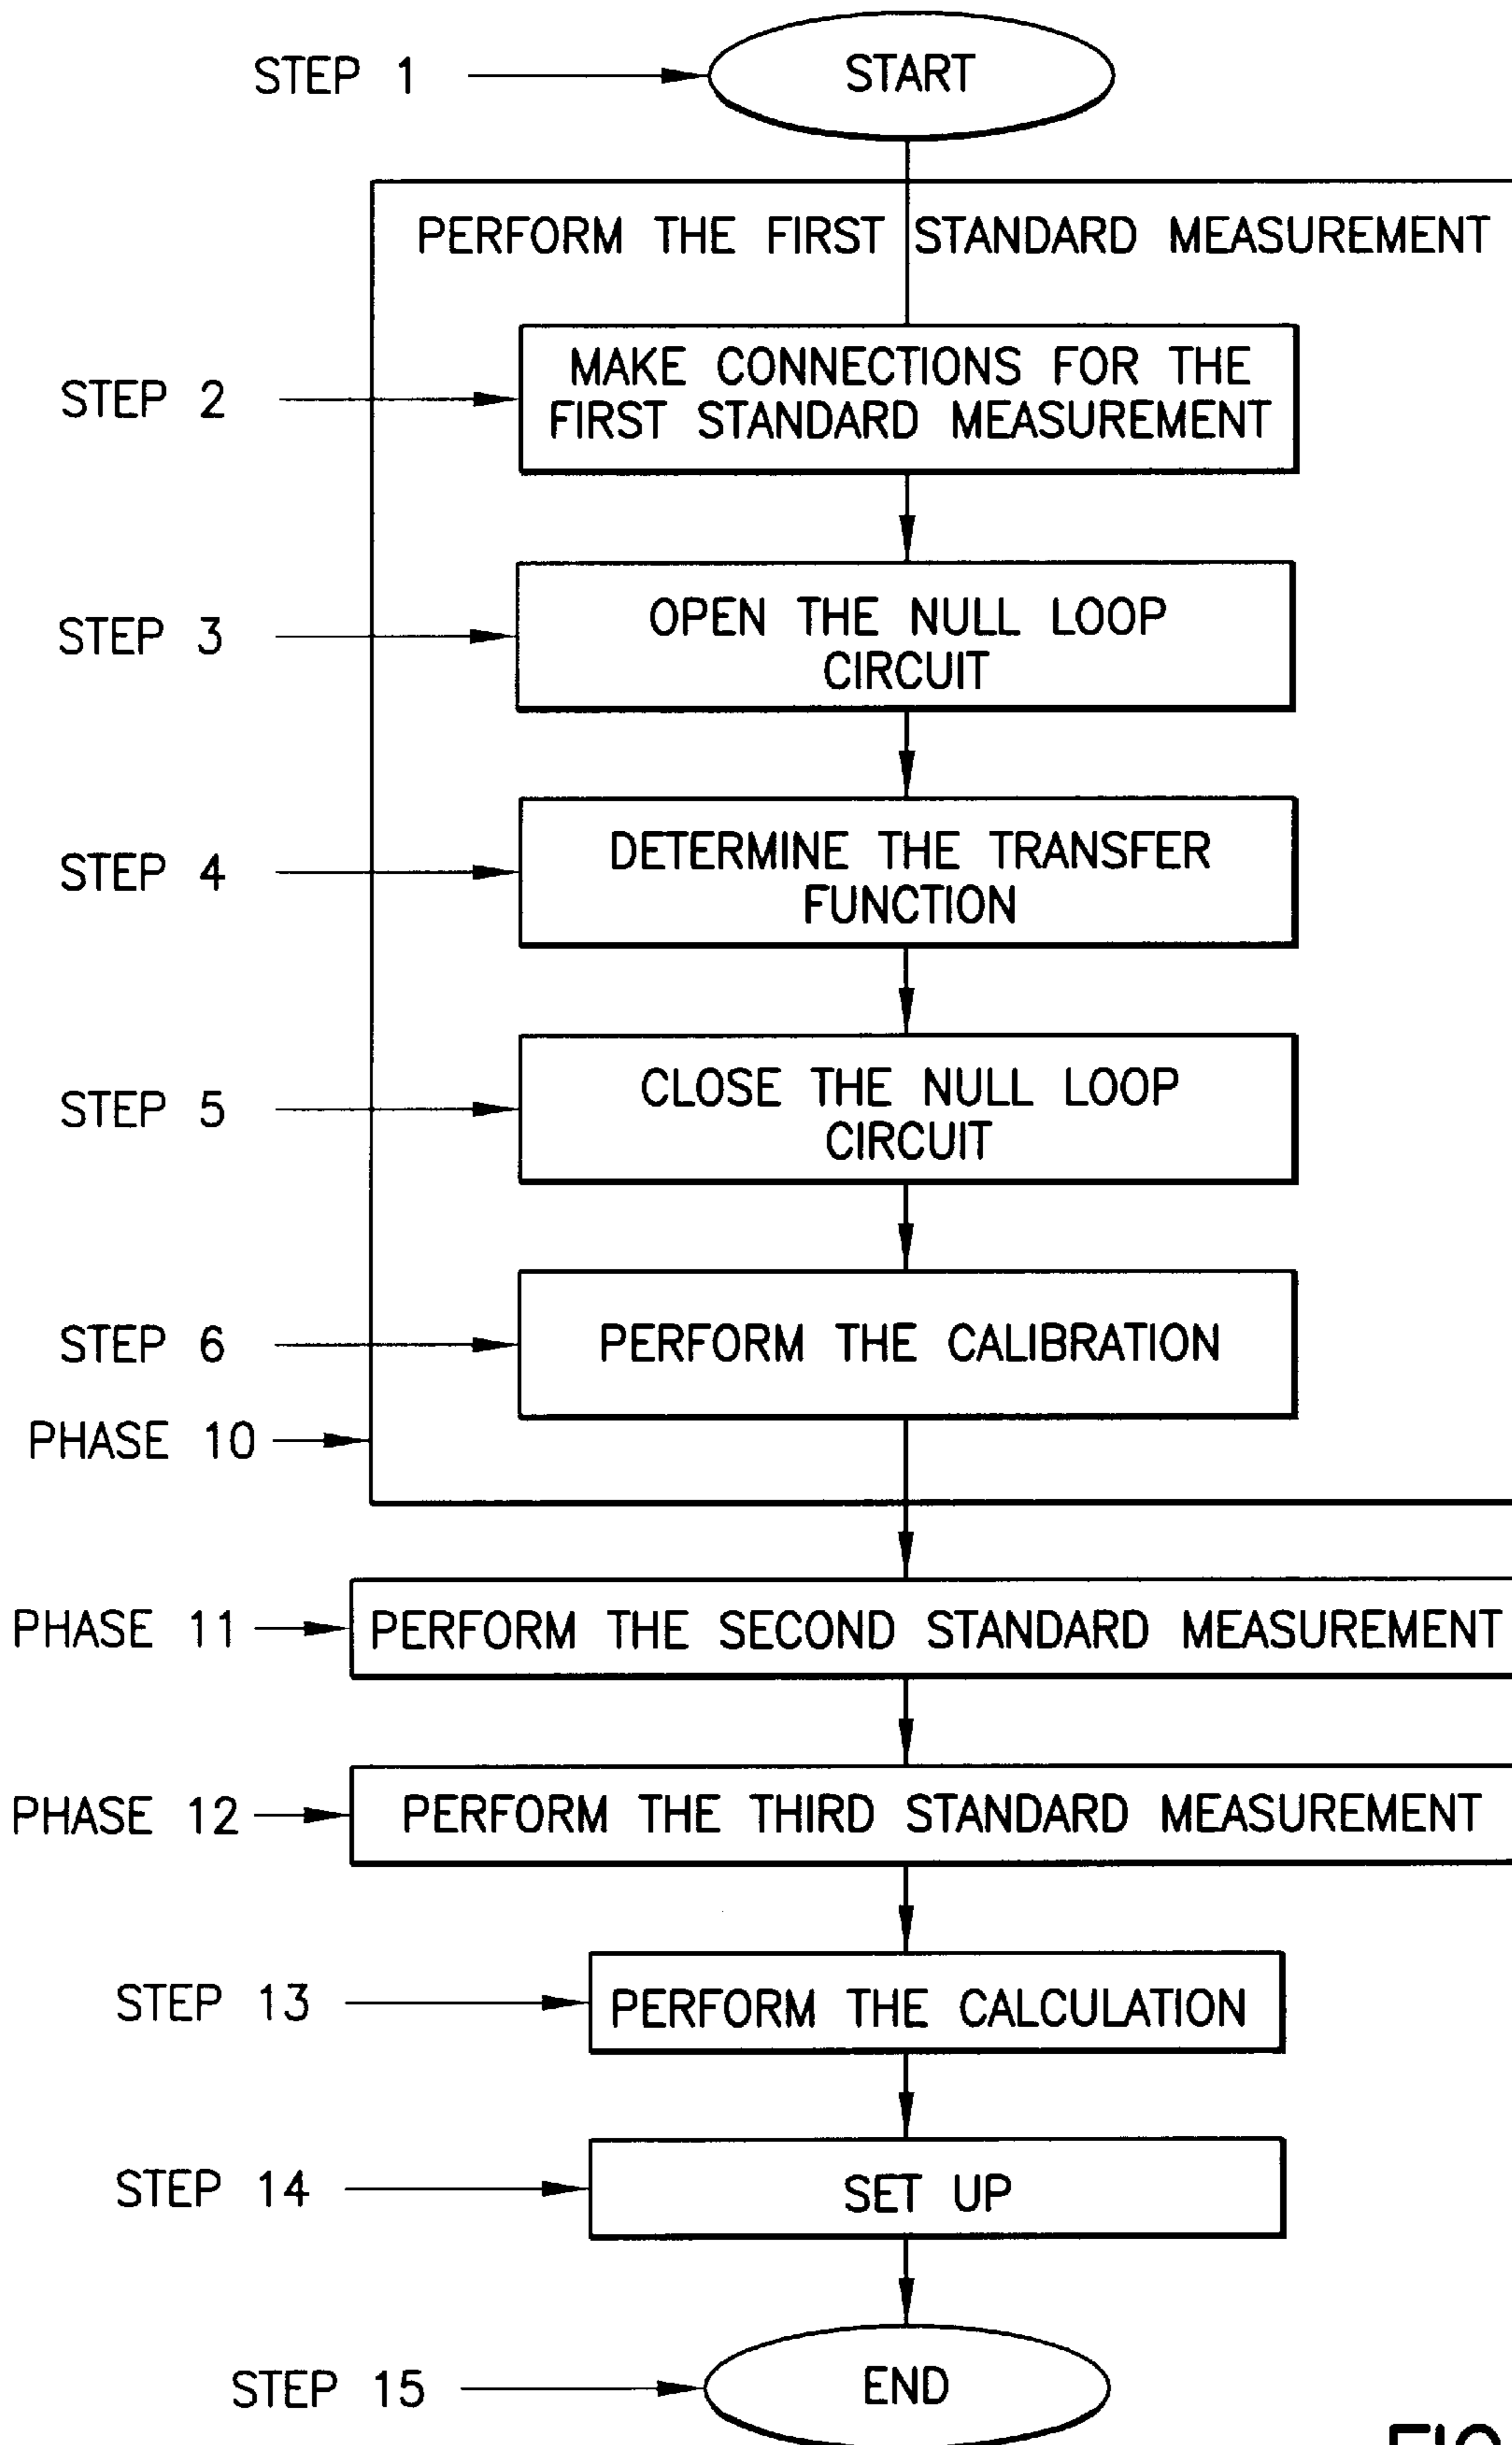 STEP 1
START
PERFORM THE FIRST STANDARD MEASUREMENT
STEP 2
MAKE CONNECTIONS FOR THE
FIRST STANDARD MEASUREMENT
STEP 3
OPEN THE NULL LOOP
CIRCUIT
STEP 4
DETERMINE THE TRANSFER
FUNCTION
STEP 5
CLOSE THE NULL LOOP
CIRCUIT
STEP 6
PERFORM THE CALIBRATION
PHASE 10
PHASE 11
PERFORM THE SECOND STANDARD MEASUREMENT
PHASE 12
PERFORM THE THIRD STANDARD MEASUREMENT
STEP 13
PERFORM THE CALCULATION
STEP 14
SET UP
STEP 15
END